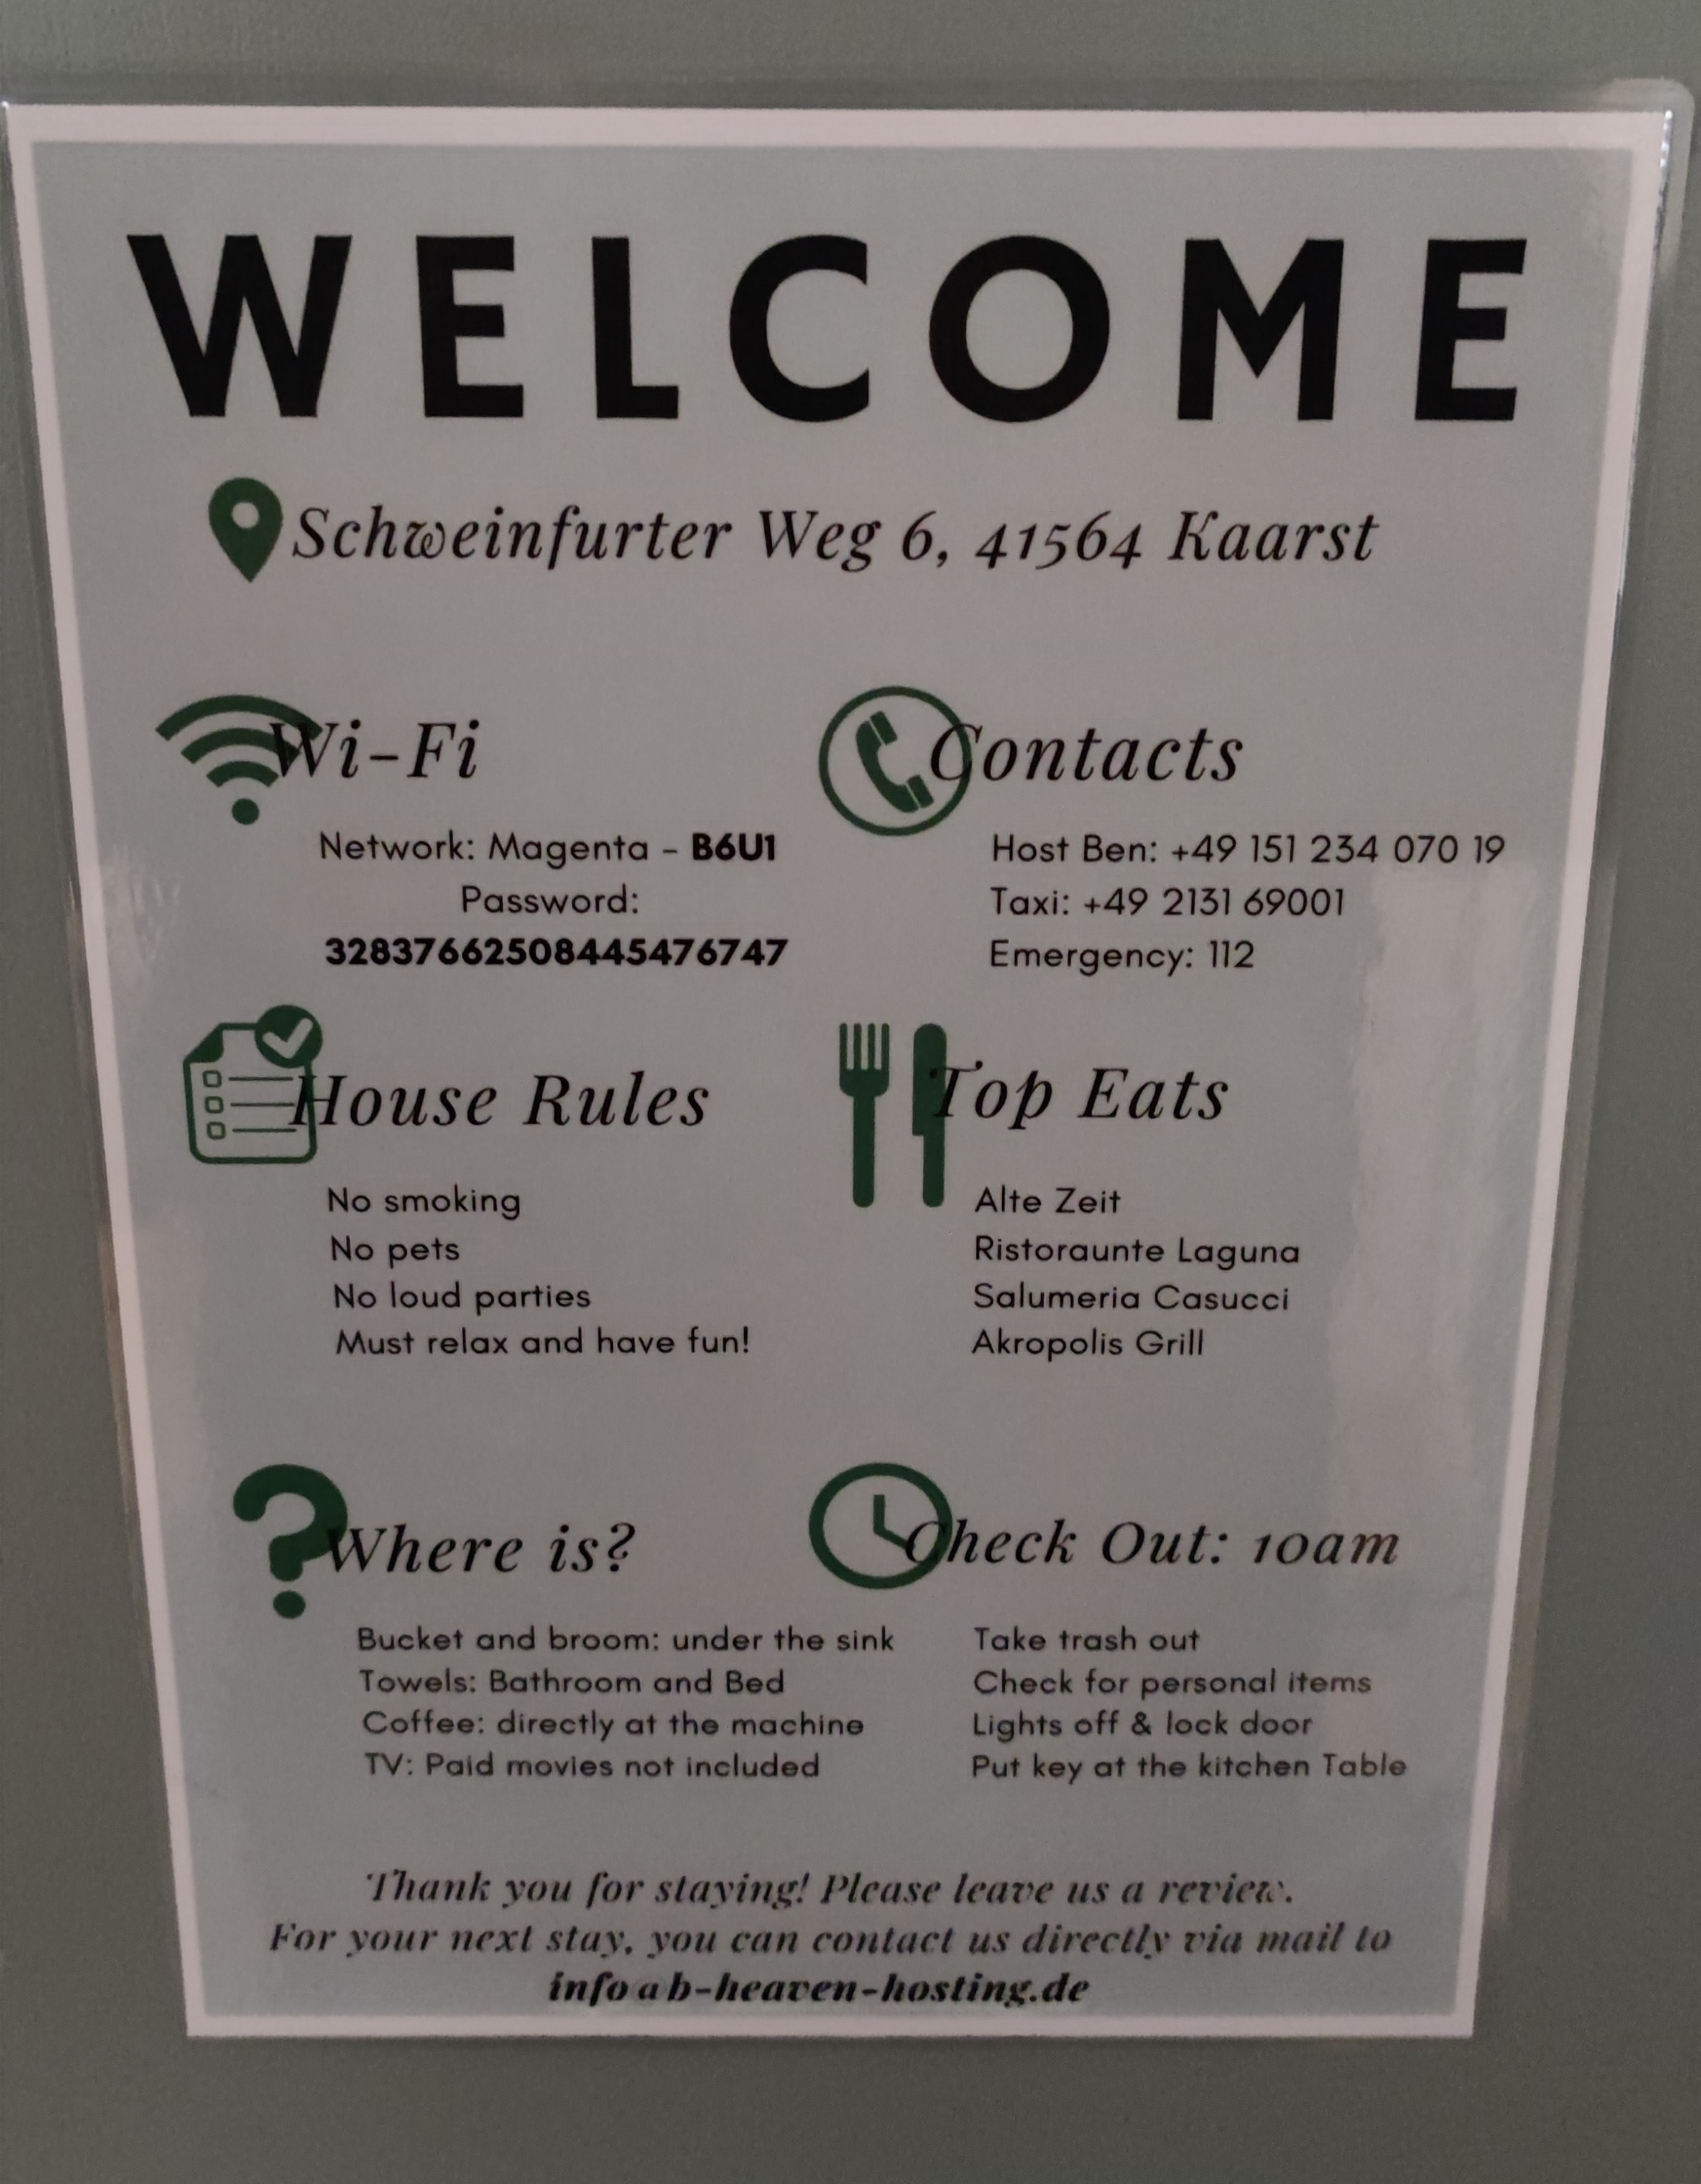 WELCOME
Schweinfurter Weg 6, 41564 Kaarst
Wi-Fi
Network: Magenta - B6U1
Password:
32837662508445476747
Contacts
Host Ben: +49 151 234 070 19
Taxi: +49 2131 69001
Emergency: 112
House Rules
No smoking
No pets
No loud parties
Must relax and have fun!
Top Eats
Alte Zeit
Ristoraunte Laguna
Salumeria Casucci
Akropolis Grill
Where is?
Bucket and broom: under the sink
Towels: Bathroom and Bed
Coffee: directly at the machine
TV: Paid movies not included
Check Out: 10am
Take trash out
Check for personal items
Lights off & lock door
Put key at the kitchen Table
Thank you for staying! Please leave us a review.
For your next stay, you can contact us directly via mail to
info@b-heaven-hosting.de